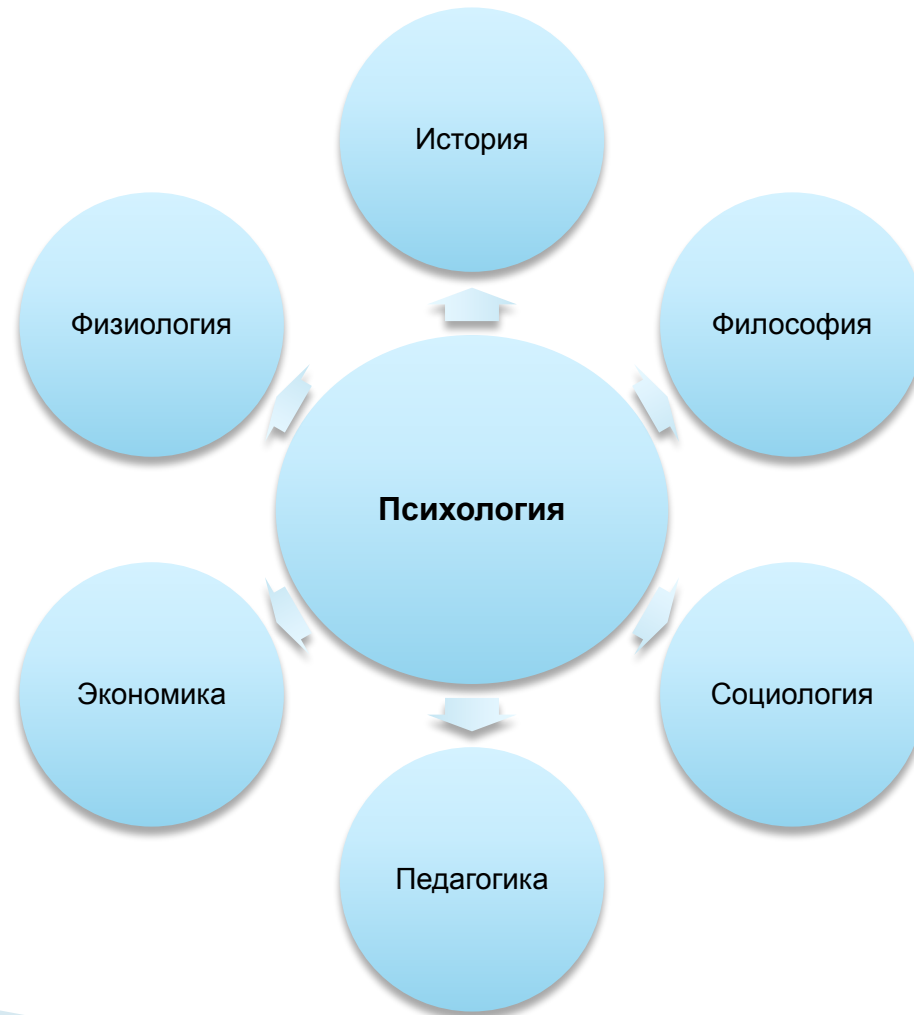 История
Физиология
Философия
Психология
Экономика
Социология
Педагогика